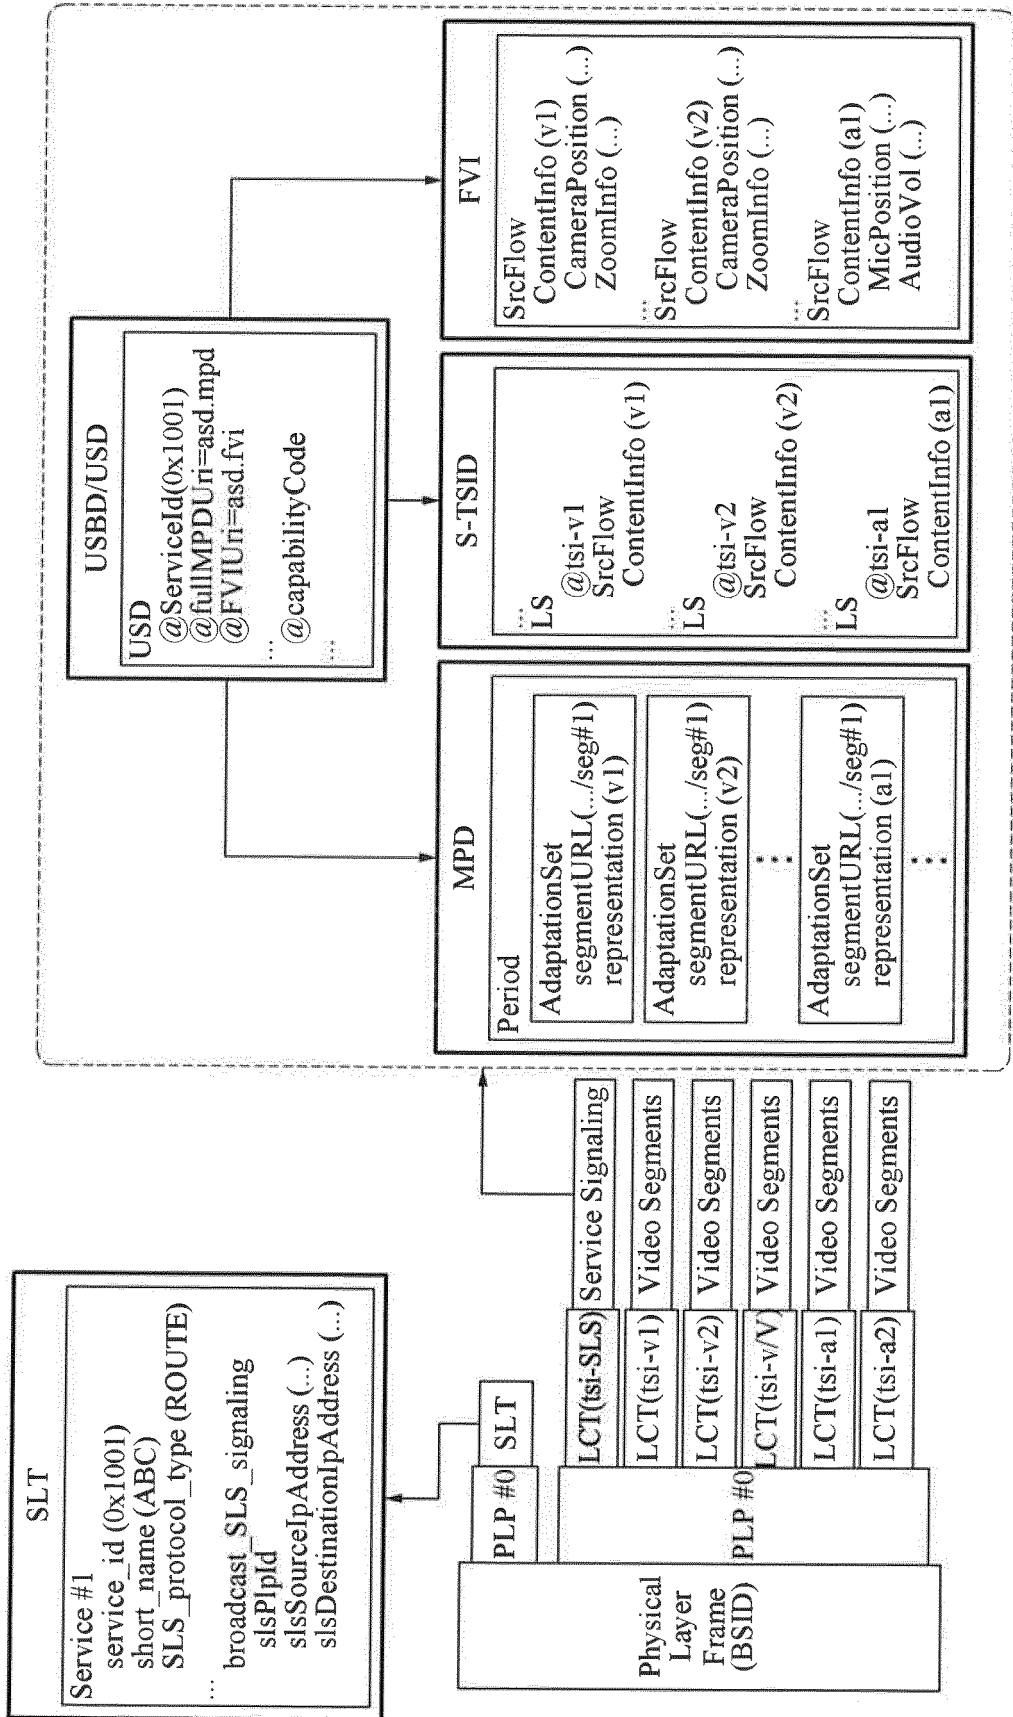 SLT
Service #1
service_id (0x1001)
short_name (ABC)
SLS_protocol_type (ROUTE)
...
broadcast_SLS_signaling
slsPlpId
slsSourceIpAddress (...)
slsDestinationIpAddress (...)
Physical
Layer
Frame
(BSID)
PLP #0
SLT
PLP #0
LCT(tsi-SLS)
Service Signaling
LCT(tsi-v1)
Video Segments
LCT(tsi-v2)
Video Segments
LCT(tsi-v/V)
Video Segments
LCT(tsi-a1)
Video Segments
LCT(tsi-a2)
Video Segments
USBD/USD
USD
@ServiceId(0x1001)
@fullMPDUri=asd.mpd
@FVIUri=asd.fvi
...
@capabilityCode
...
MPD
Period
AdaptationSet
segmentURL(.../seg#1)
representation (v1)
AdaptationSet
segmentURL(.../seg#1)
representation (v2)
...
AdaptationSet
segmentURL(.../seg#1)
representation (a1)
...
S-TSID
...
LS
@tsi-v1
SrcFlow
ContentInfo (v1)
...
LS
@tsi-v2
SrcFlow
ContentInfo (v2)
...
LS
@tsi-a1
SrcFlow
ContentInfo (a1)
FVI
SrcFlow
ContentInfo (v1)
CameraPosition (...)
ZoomInfo (...)
...
SrcFlow
ContentInfo (v2)
CameraPosition (...)
ZoomInfo (...)
...
SrcFlow
ContentInfo (a1)
MicPosition (...)
AudioVol (...)